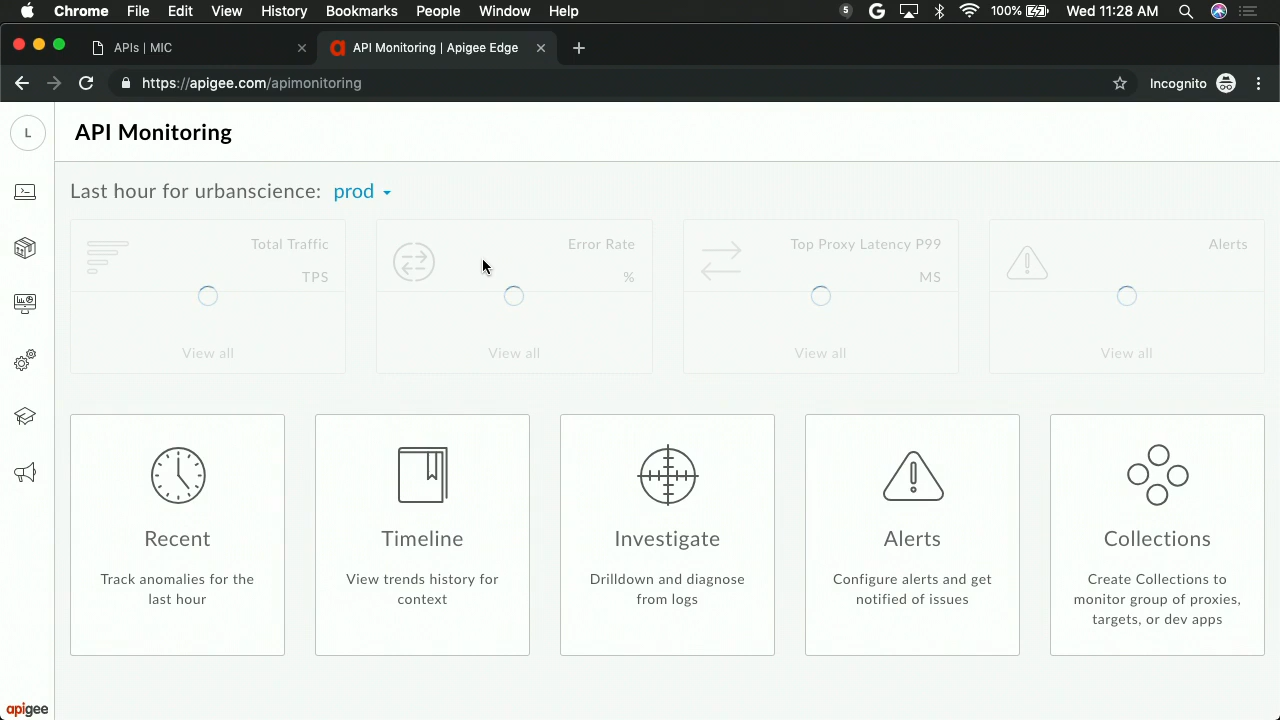 Chrome File Edit View History Bookmarks People Window Help 5 G 100% Wed 11:28 AM
APIs | MIC API Monitoring | Apigee Edge
https://apigee.com/apimonitoring Incognito
L API Monitoring
Last hour for urbanscience: prod
Total Traffic Error Rate Top Proxy Latency P99 Alerts
TPS % MS
View all View all View all View all
Recent Timeline Investigate Alerts Collections
Track anomalies for the last hour
View trends history for context
Drilldown and diagnose from logs
Configure alerts and get notified of issues
Create Collections to monitor group of proxies, targets, or dev apps
apigee